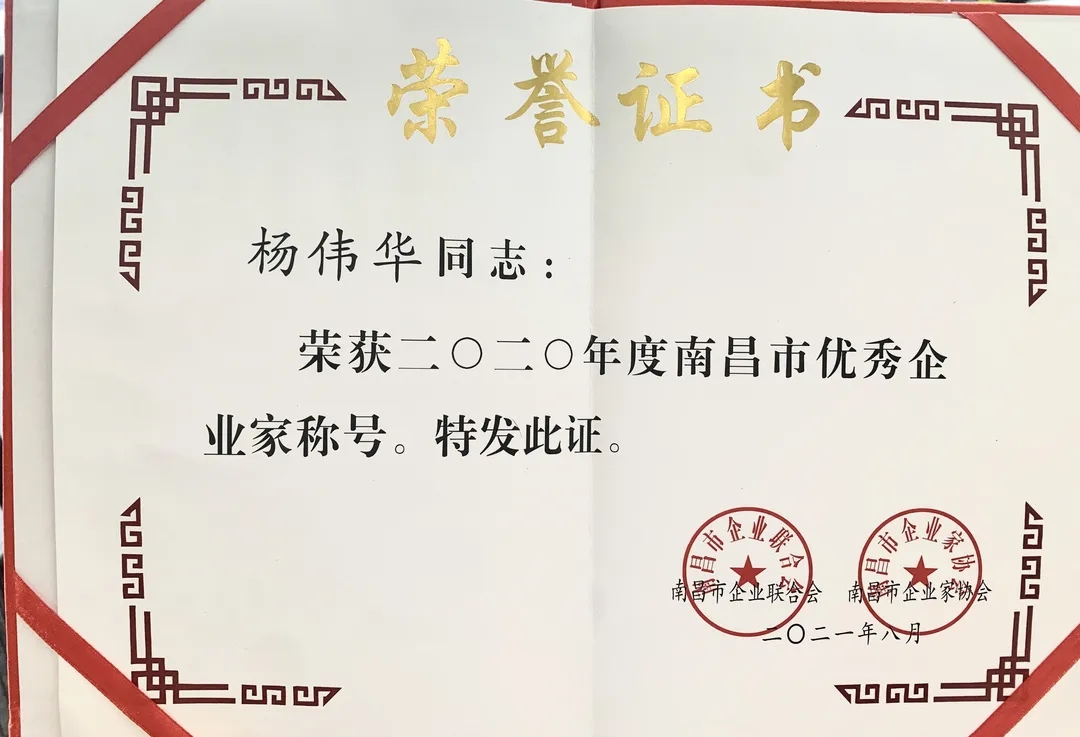 荣誉证书
杨伟华同志：
荣获二〇二〇年度南昌市优秀企
业家称号。特发此证。
南昌市企业联合会
南昌市企业家协会
南昌市企业联合会 南昌市企业家协会
二〇二一年八月